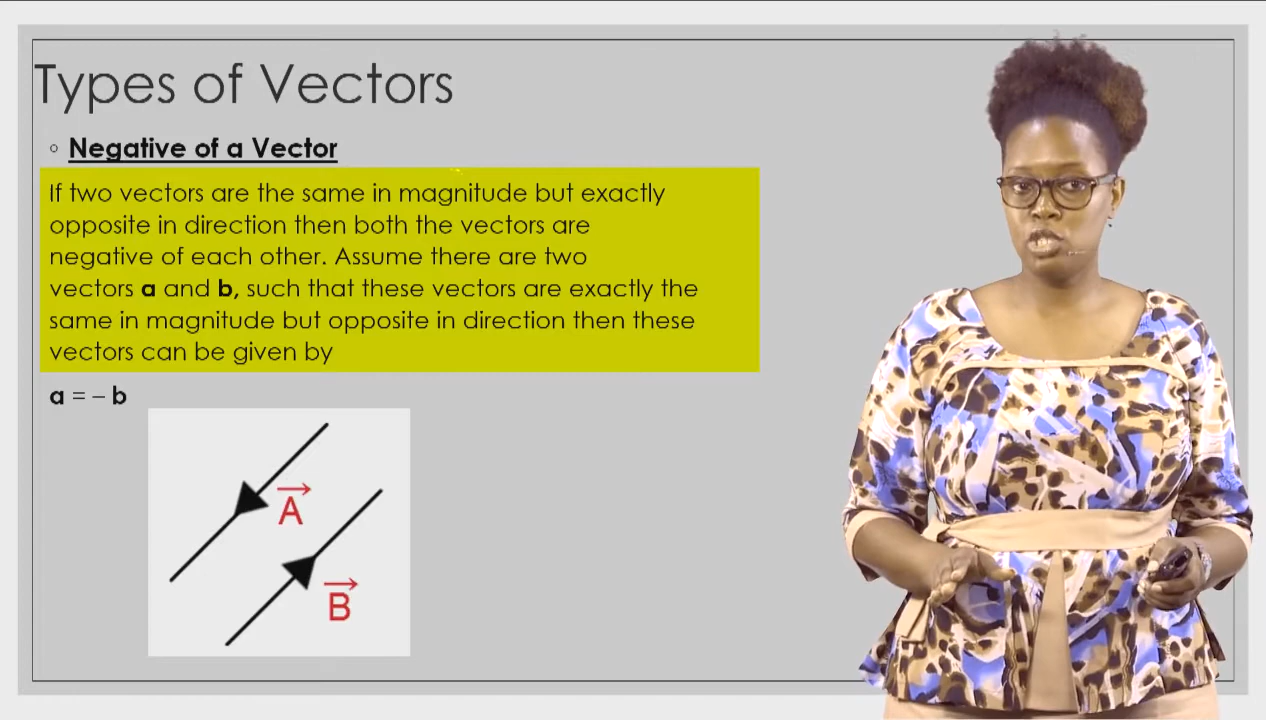 Types of Vectors
◦ Negative of a Vector
If two vectors are the same in magnitude but exactly
opposite in direction then both the vectors are
negative of each other. Assume there are two
vectors a and b, such that these vectors are exactly the
same in magnitude but opposite in direction then these
vectors can be given by
a = – b
A
B